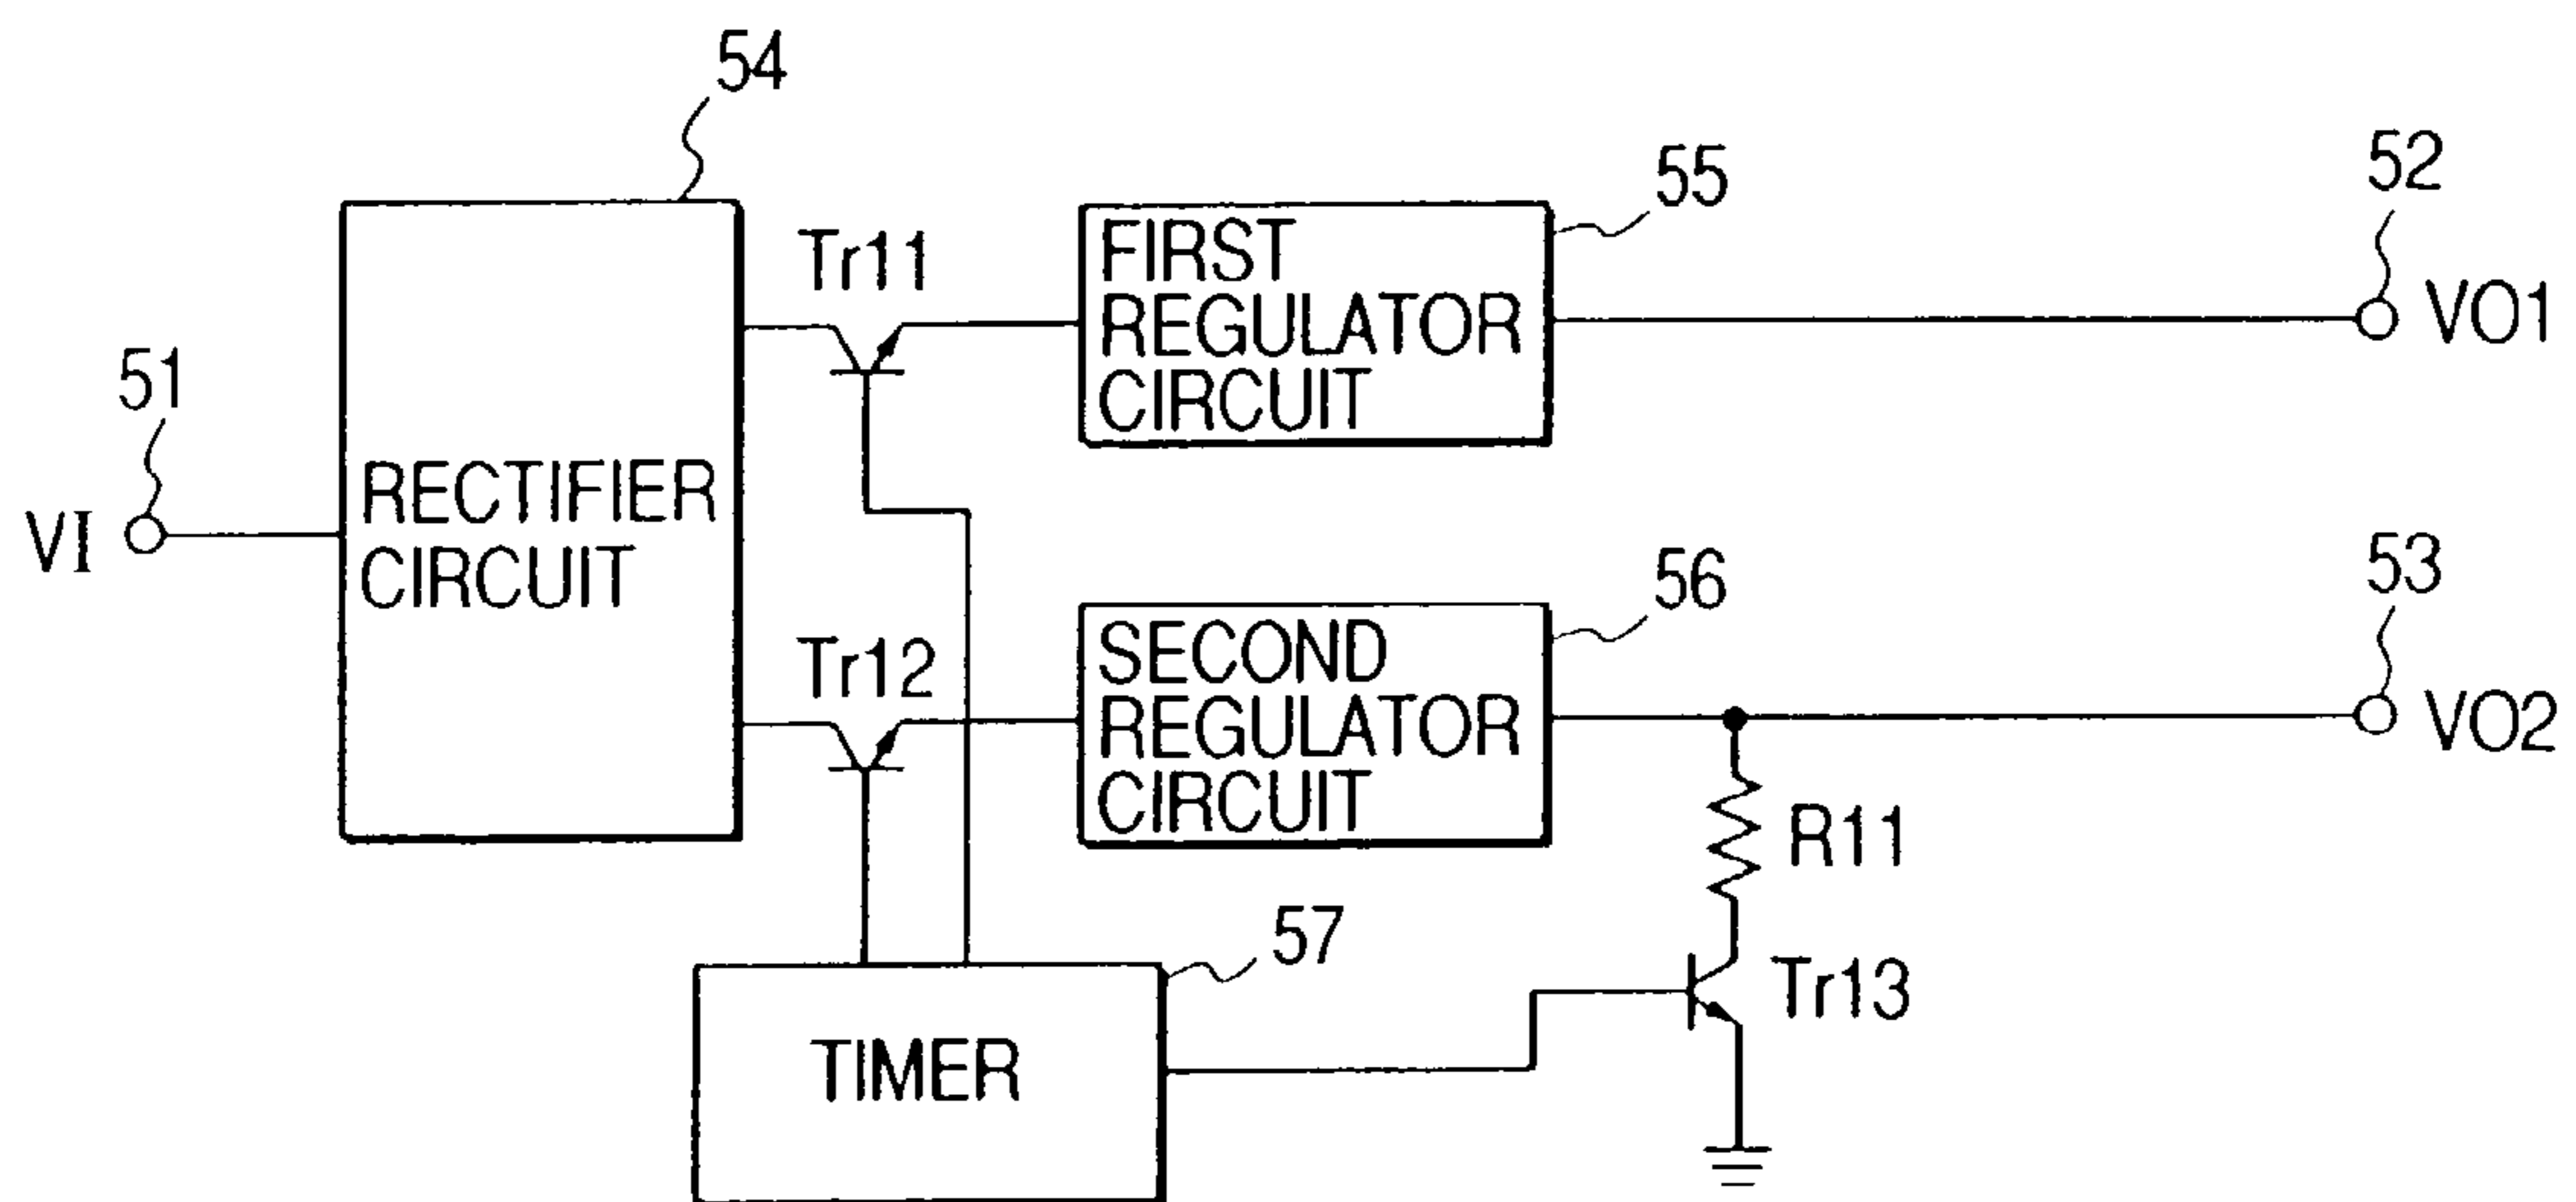 54
55
52
Tr11
FIRST
REGULATOR
CIRCUIT
VO1
51
VI
RECTIFIER
CIRCUIT
56
53
Tr12
SECOND
REGULATOR
CIRCUIT
VO2
R11
57
TIMER
Tr13